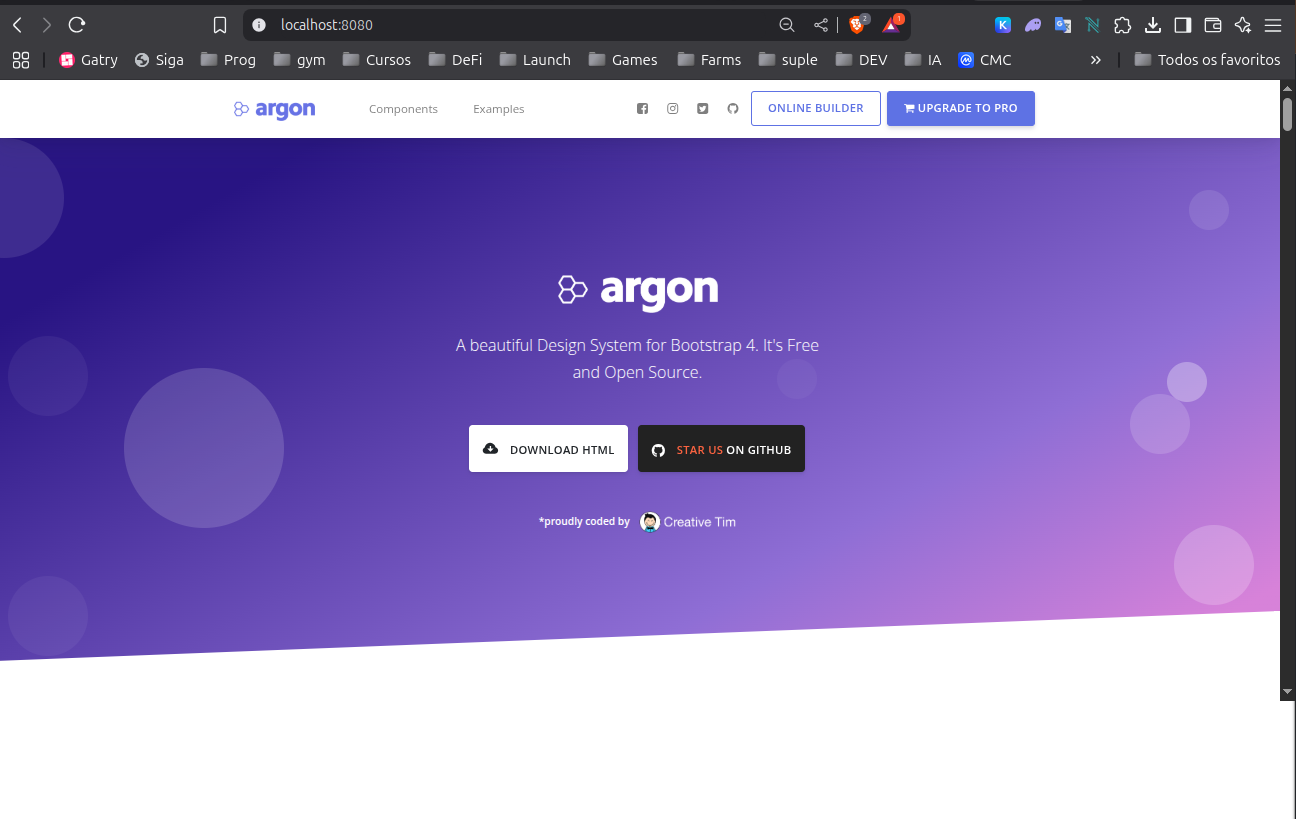 localhost:8080
2
1
K
G
N
Gatry
Siga
Prog
gym
Cursos
DeFi
Launch
Games
Farms
suple
DEV
IA
CMC
»
Todos os favoritos
argon
Components
Examples
ONLINE BUILDER
UPGRADE TO PRO
argon
A beautiful Design System for Bootstrap 4. It's Free
and Open Source.
DOWNLOAD HTML
STAR US ON GITHUB
*proudly coded by
Creative Tim